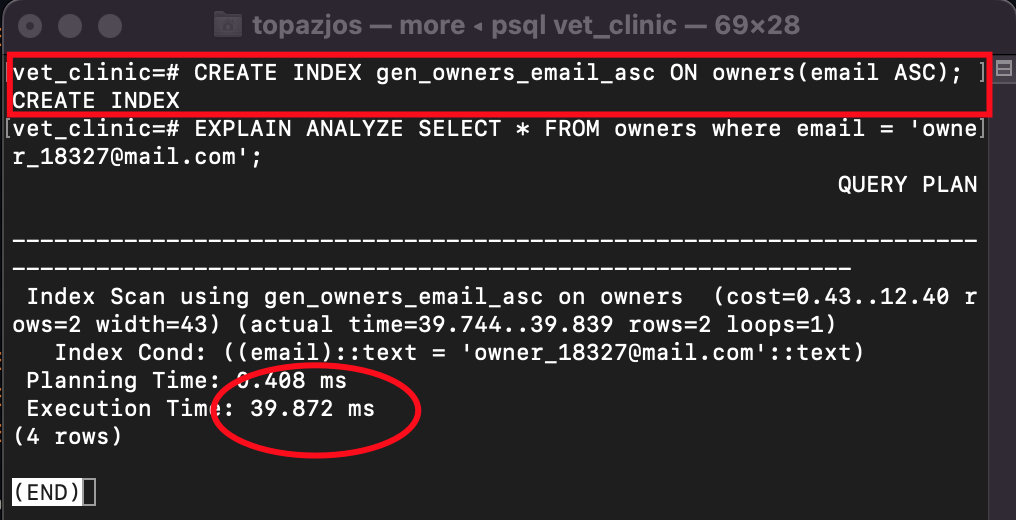 topazjos — more ◂ psql vet_clinic — 69×28
vet_clinic=# CREATE INDEX gen_owners_email_asc ON owners(email ASC); ]
CREATE INDEX
[vet_clinic=# EXPLAIN ANALYZE SELECT * FROM owners where email = 'owne]
r_18327@mail.com';
QUERY PLAN
---------------------------------------------------------------------
------------------------------------------------------------
Index Scan using gen_owners_email_asc on owners (cost=0.43..12.40 r
ows=2 width=43) (actual time=39.744..39.839 rows=2 loops=1)
Index Cond: ((email)::text = 'owner_18327@mail.com'::text)
Planning Time: 0.408 ms
Execution Time: 39.872 ms
(4 rows)
(END)